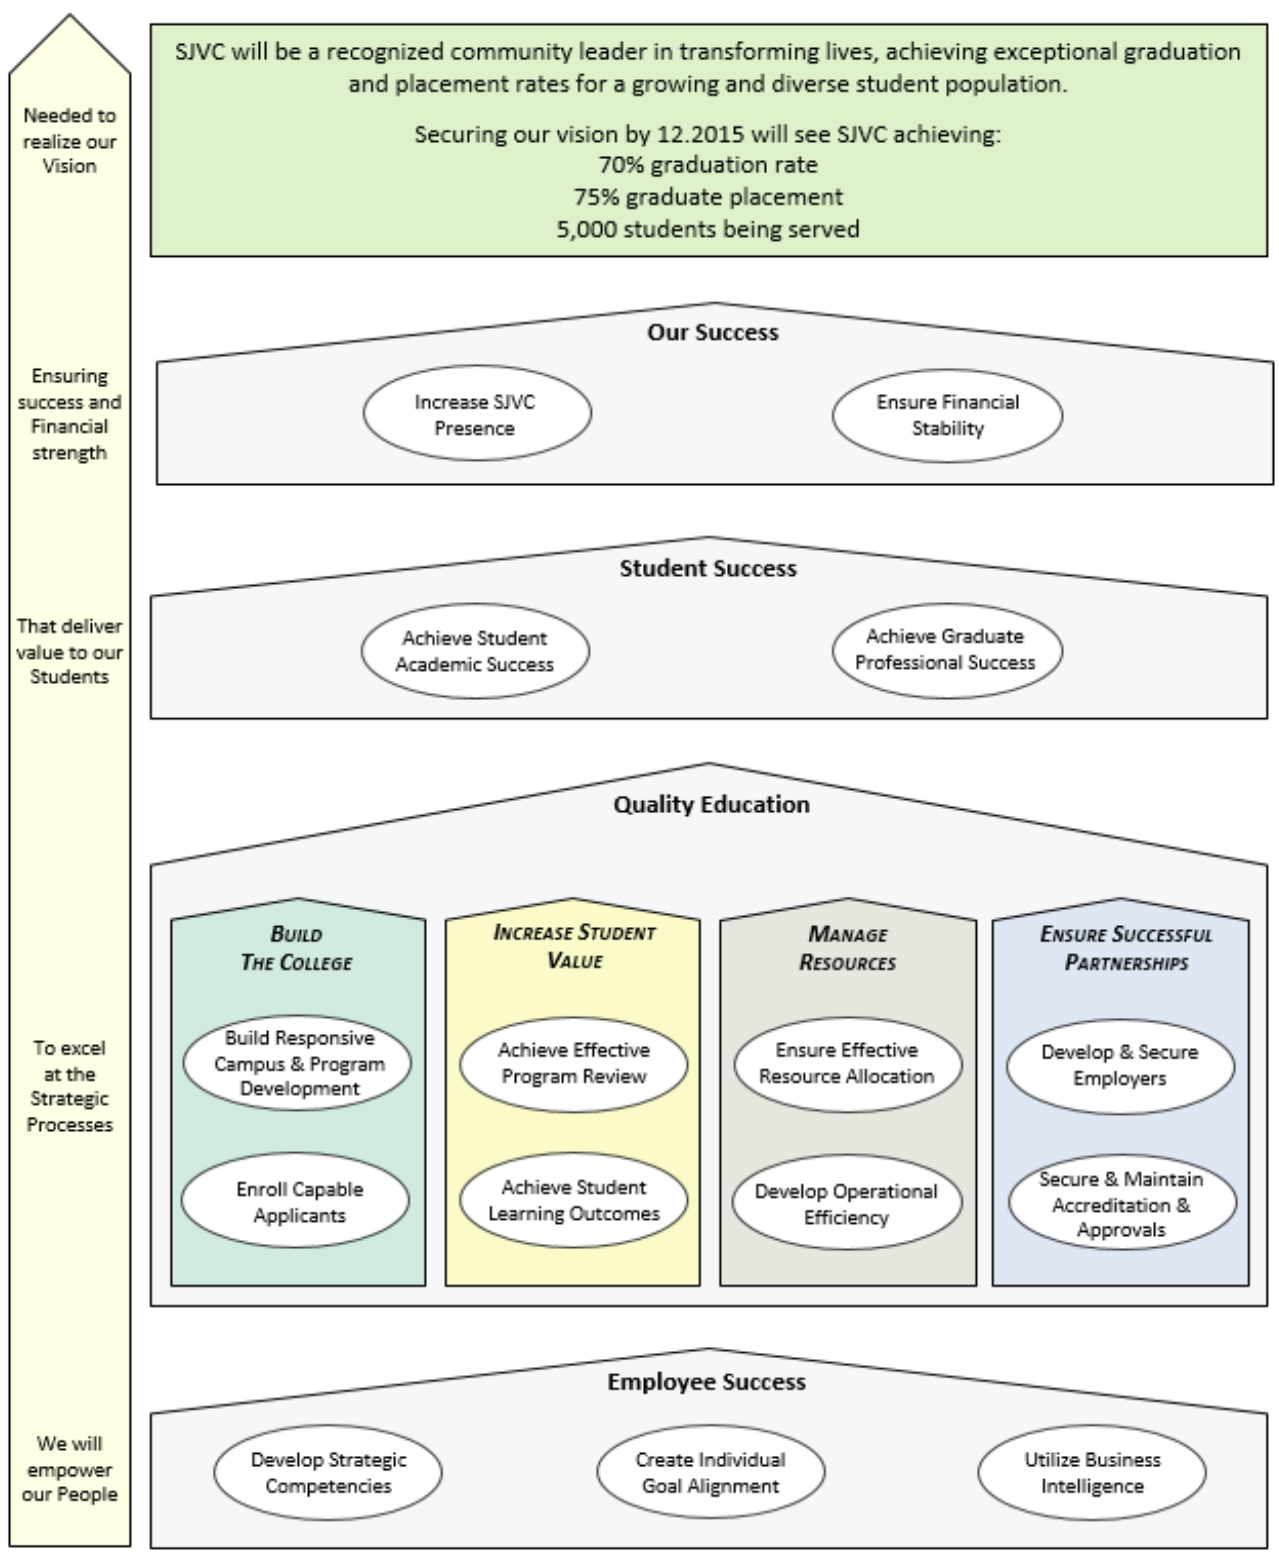 SJVC will be a recognized community leader in transforming lives, achieving exceptional graduation
and placement rates for a growing and diverse student population.
Securing our vision by 12.2015 will see SJVC achieving:
70% graduation rate
75% graduate placement
5,000 students being served
Needed to
realize our
Vision
Our Success
Increase SJVC
Presence
Ensure Financial
Stability
Ensuring
success and
Financial
strength
Student Success
Achieve Student
Academic Success
Achieve Graduate
Professional Success
That deliver
value to our
Students
Quality Education
BUILD
THE COLLEGE
Build Responsive
Campus & Program
Development
Enroll Capable
Applicants
INCREASE STUDENT
VALUE
Achieve Effective
Program Review
Achieve Student
Learning Outcomes
MANAGE
RESOURCES
Ensure Effective
Resource Allocation
Develop Operational
Efficiency
ENSURE SUCCESSFUL
PARTNERSHIPS
Develop & Secure
Employers
Secure & Maintain
Accreditation &
Approvals
To excel
at the
Strategic
Processes
Employee Success
Develop Strategic
Competencies
Create Individual
Goal Alignment
Utilize Business
Intelligence
We will
empower
our People